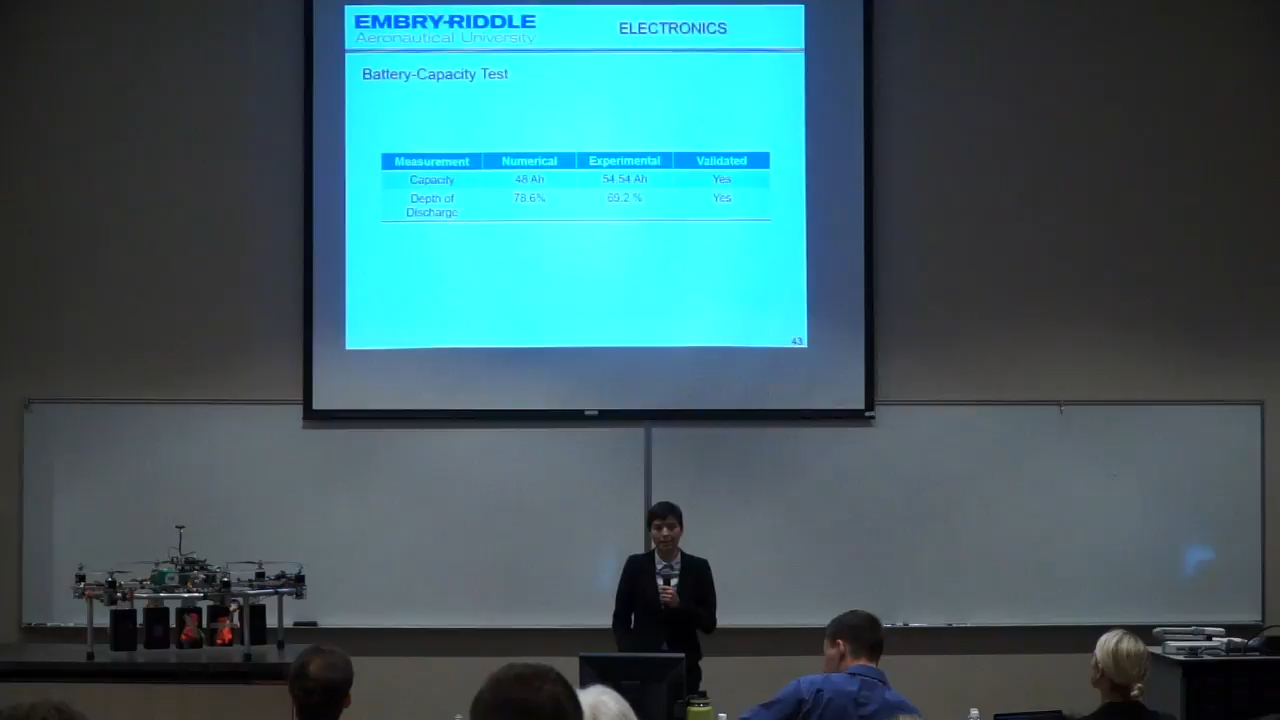 EMBRY-RIDDLE
Aeronautical University
ELECTRONICS
Battery-Capacity Test
Measurement Numerical Experimental Validated
Capacity 48 Ah 54.54 Ah Yes
Depth of Discharge 78.6% 69.2 % Yes
43